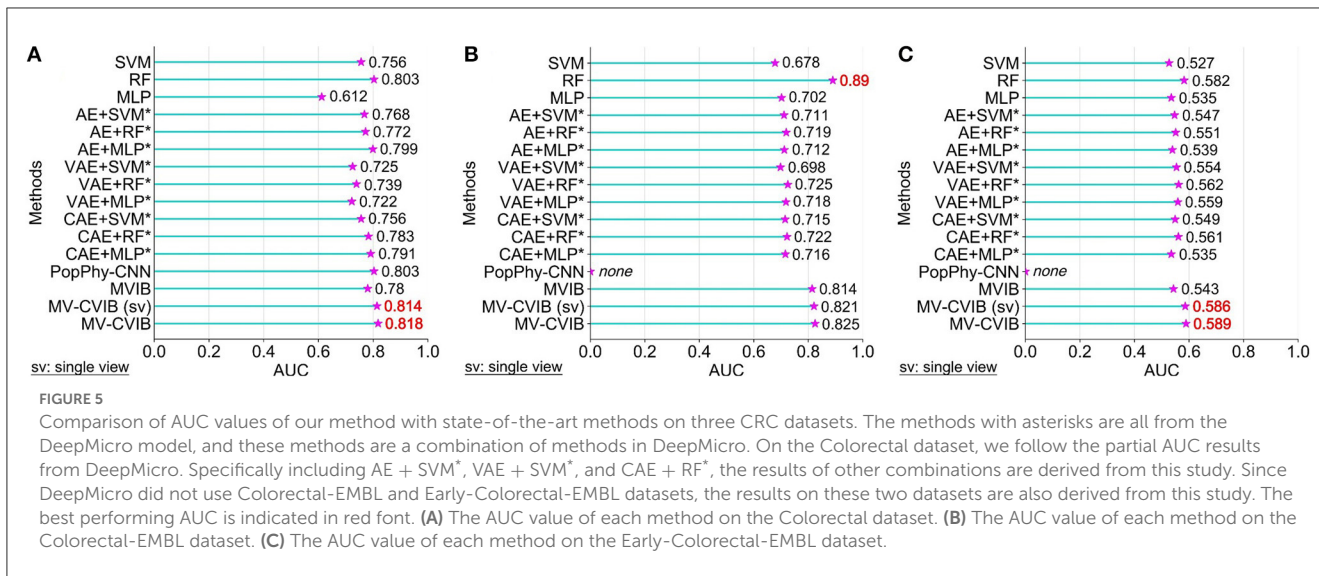 A
SVM 0.756
RF 0.803
MLP 0.612
AE+SVM* 0.768
AE+RF* 0.772
AE+MLP* 0.799
VAE+SVM* 0.725
VAE+RF* 0.739
VAE+MLP* 0.722
CAE+SVM* 0.756
CAE+RF* 0.783
CAE+MLP* 0.791
PopPhy-CNN 0.803
MVIB 0.78
MV-CVIB (sv) 0.814
MV-CVIB 0.818
Methods
0.0 0.2 0.4 0.6 0.8 1.0
sv: single view AUC
B
SVM 0.678
RF 0.89
MLP 0.702
AE+SVM* 0.711
AE+RF* 0.719
AE+MLP* 0.712
VAE+SVM* 0.698
VAE+RF* 0.725
VAE+MLP* 0.718
CAE+SVM* 0.715
CAE+RF* 0.722
CAE+MLP* 0.716
PopPhy-CNN none
MVIB 0.814
MV-CVIB (sv) 0.821
MV-CVIB 0.825
Methods
0.0 0.2 0.4 0.6 0.8 1.0
sv: single view AUC
C
SVM 0.527
RF 0.582
MLP 0.535
AE+SVM* 0.547
AE+RF* 0.551
AE+MLP* 0.539
VAE+SVM* 0.554
VAE+RF* 0.562
VAE+MLP* 0.559
CAE+SVM* 0.549
CAE+RF* 0.561
CAE+MLP* 0.535
PopPhy-CNN none
MVIB 0.543
MV-CVIB (sv) 0.586
MV-CVIB 0.589
Methods
0.0 0.2 0.4 0.6 0.8 1.0
sv: single view AUC
FIGURE 5
Comparison of AUC values of our method with state-of-the-art methods on three CRC datasets. The methods with asterisks are all from the
DeepMicro model, and these methods are a combination of methods in DeepMicro. On the Colorectal dataset, we follow the partial AUC results
from DeepMicro. Specifically including AE + SVM*, VAE + SVM*, and CAE + RF*, the results of other combinations are derived from this study. Since
DeepMicro did not use Colorectal-EMBL and Early-Colorectal-EMBL datasets, the results on these two datasets are also derived from this study. The
best performing AUC is indicated in red font. (A) The AUC value of each method on the Colorectal dataset. (B) The AUC value of each method on the
Colorectal-EMBL dataset. (C) The AUC value of each method on the Early-Colorectal-EMBL dataset.